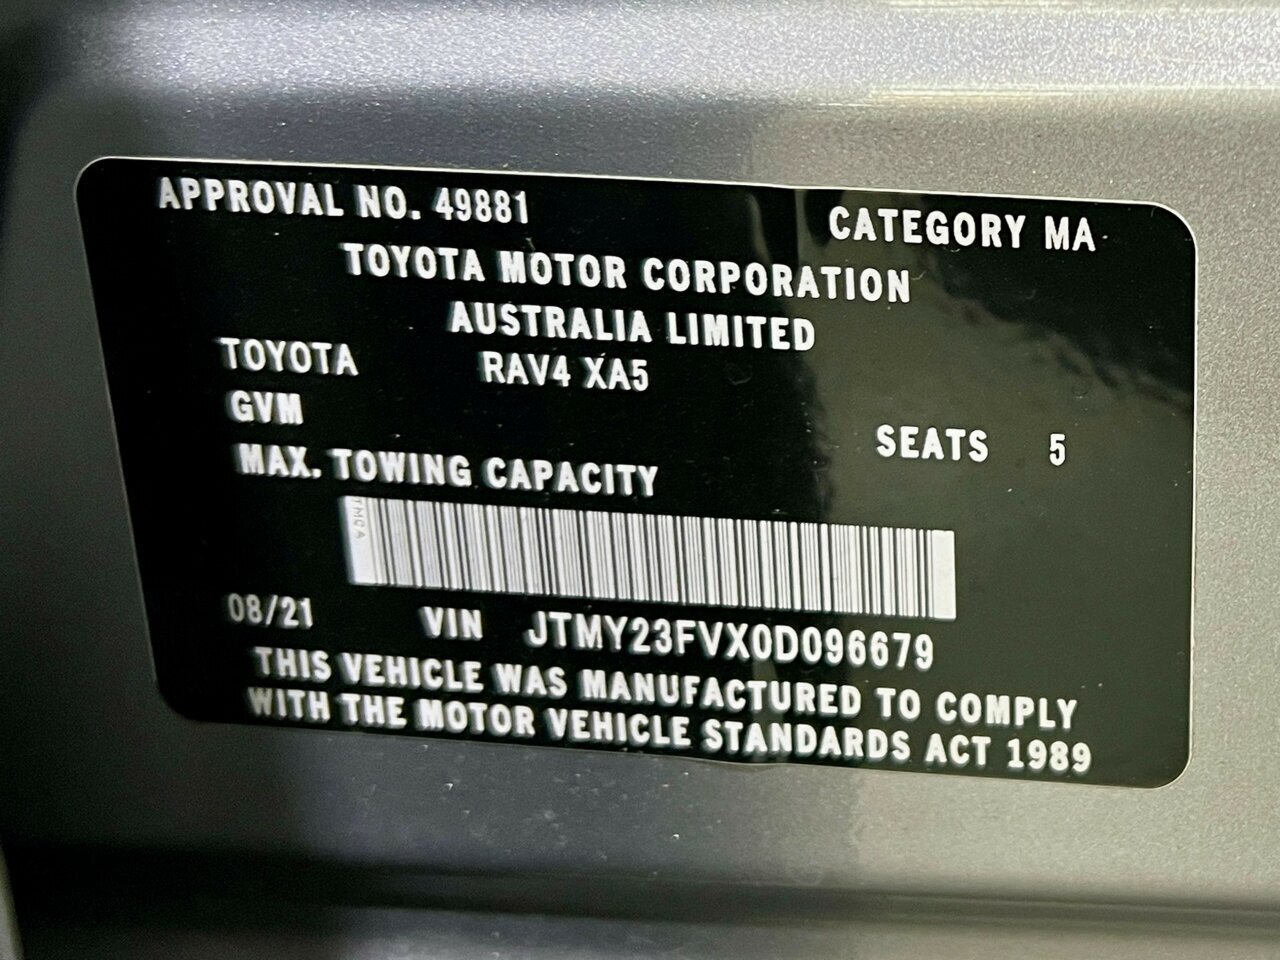 APPROVAL NO. 49881 CATEGORY MA
TOYOTA MOTOR CORPORATION
AUSTRALIA LIMITED
TOYOTA RAV4 XA5
GVM
SEATS 5
MAX. TOWING CAPACITY
TMCA
08/21 VIN JTMY23FVX0D096679
THIS VEHICLE WAS MANUFACTURED TO COMPLY
WITH THE MOTOR VEHICLE STANDARDS ACT 1989